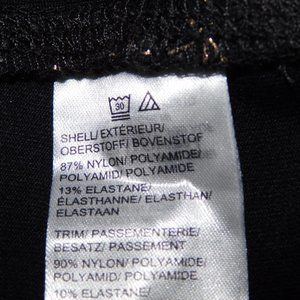 30
SHELL/EXTÉRIEUR/
OBERSTOFF/BOVENSTOF
87% NYLON/POLYAMIDE/
POLYAMID/POLYAMIDE
13% ELASTANE/
ÉLASTHANNE/ELASTHAN/
ELASTAAN
TRIM/PASSEMENTERIE/
BESATZ/PASSEMENT
90% NYLON/POLYAMIDE/
POLYAMID/POLYAMIDE
10% ELASTANE/